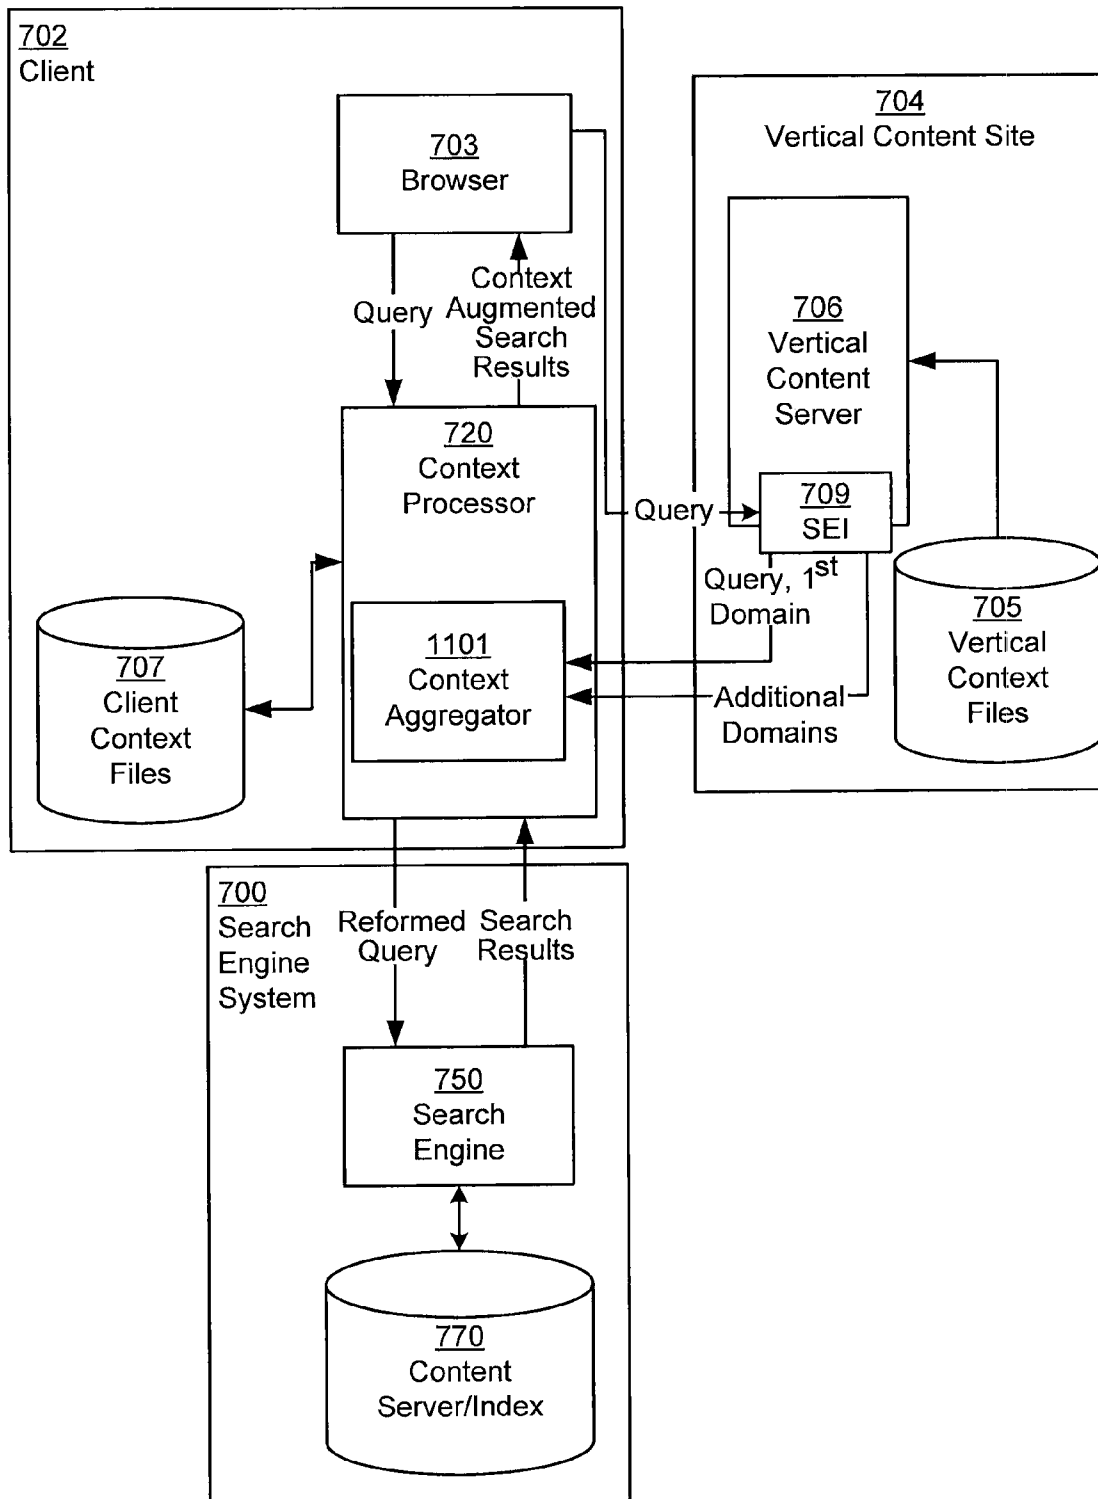 702
Client
703
Browser
Query
Context
Augmented
Search
Results
720
Context
Processor
1101
Context
Aggregator
707
Client
Context
Files
704
Vertical Content Site
706
Vertical
Content
Server
Query
709
SEI
Query, 1st
Domain
Additional
Domains
705
Vertical
Context
Files
700
Search
Engine
System
Reformed
Query
Search
Results
750
Search
Engine
770
Content
Server/Index